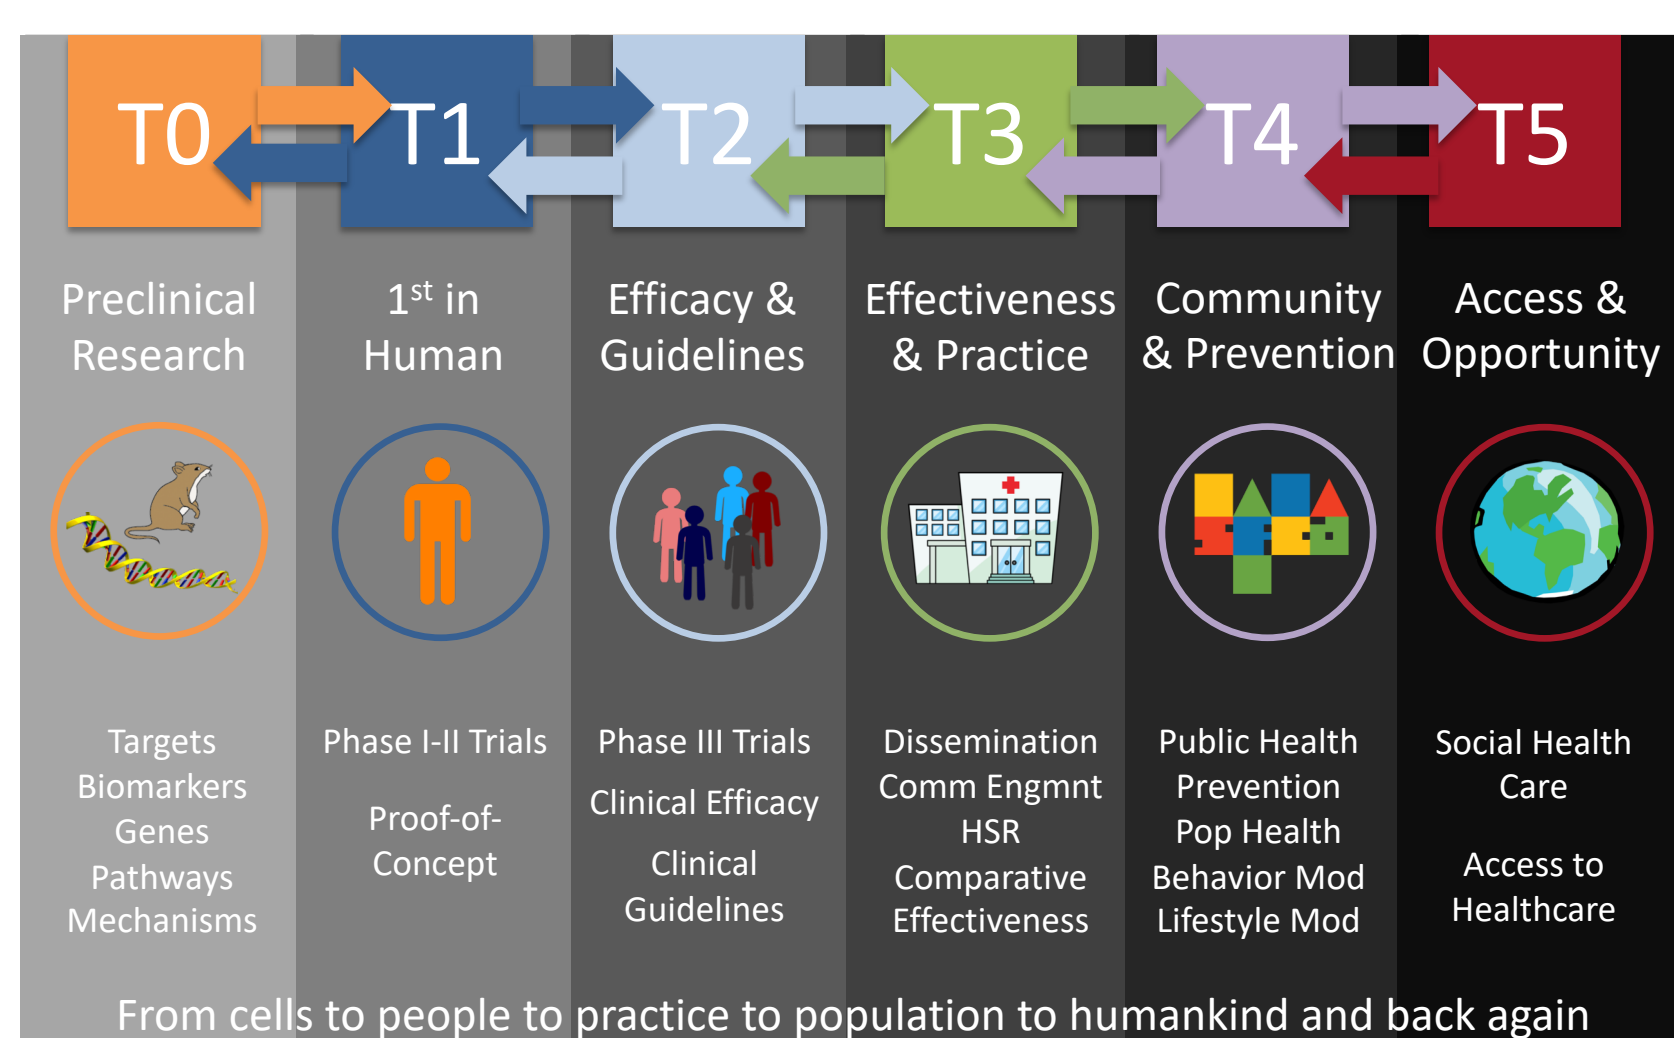 T0
T1
T2
T3
T4
T5
Preclinical
Research
1st in
Human
Efficacy &
Guidelines
Effectiveness
& Practice
Community
& Prevention
Access &
Opportunity
Targets
Biomarkers
Genes
Pathways
Mechanisms
Phase I-II Trials
Proof-of-
Concept
Phase III Trials
Clinical Efficacy
Clinical
Guidelines
Dissemination
Comm Engmnt
HSR
Comparative
Effectiveness
Public Health
Prevention
Pop Health
Behavior Mod
Lifestyle Mod
Social Health
Care
Access to
Healthcare
From cells to people to practice to population to humankind and back again